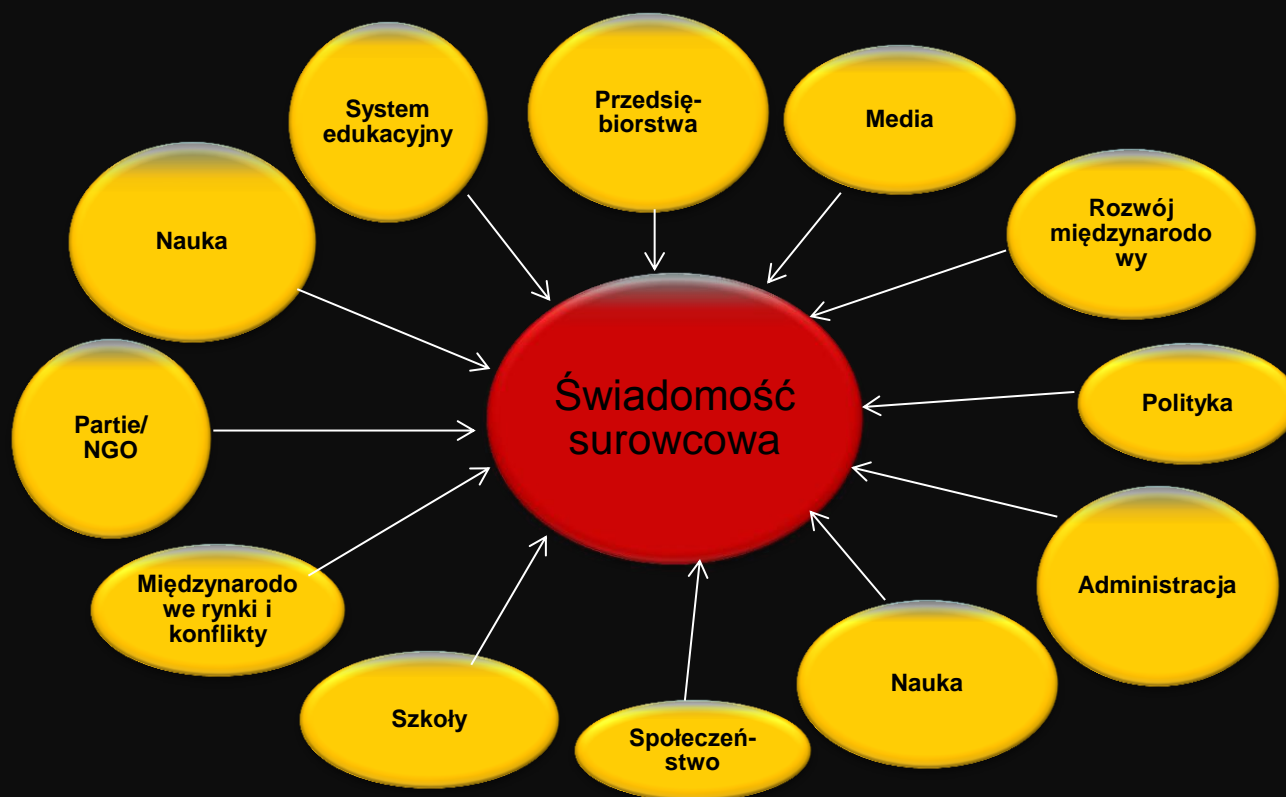 System
edukacyjny
Przedsię-
biorstwa
Media
Rozwój
międzynarodo
wy
Nauka
Świadomość
surowcowa
Polityka
Partie/
NGO
Międzynarodo
we rynki i
konflikty
Administracja
Szkoły
Społeczeń-
stwo
Nauka